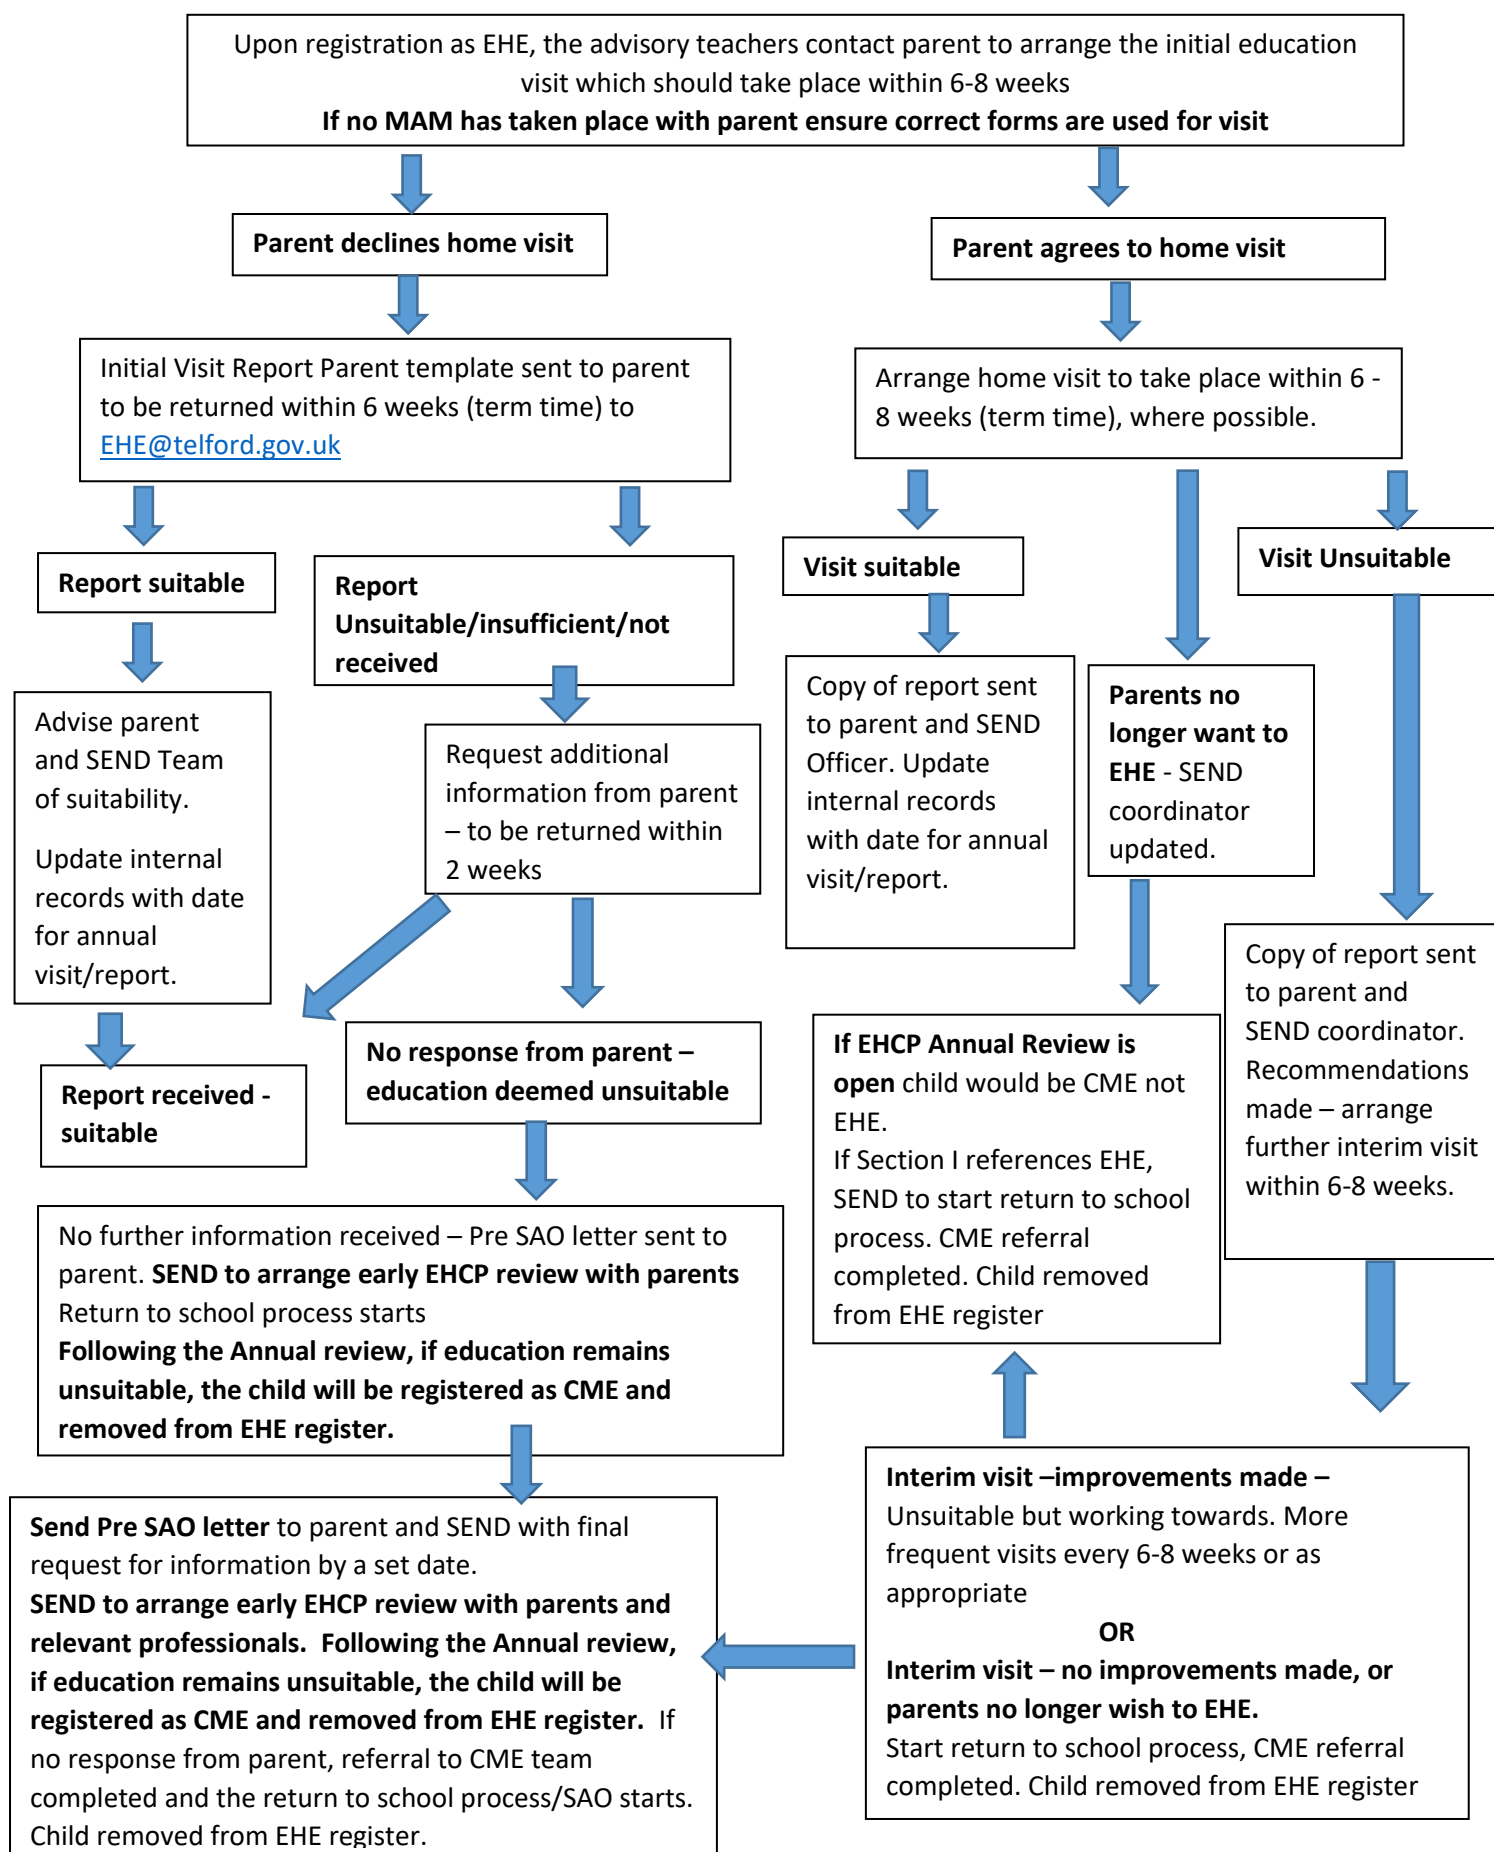 Upon registration as EHE, the advisory teachers contact parent to arrange the initial education
visit which should take place within 6-8 weeks
If no MAM has taken place with parent ensure correct forms are used for visit
Parent declines home visit
Parent agrees to home visit
Initial Visit Report Parent template sent to parent
to be returned within 6 weeks (term time) to
EHE@telford.gov.uk
Arrange home visit to take place within 6 -
8 weeks (term time), where possible.
Report suitable
Report
Unsuitable/insufficient/not
received
Visit suitable
Visit Unsuitable
Advise parent
and SEND Team
of suitability.
Update internal
records with date
for annual
visit/report.
Request additional
information from parent
– to be returned within
2 weeks
Copy of report sent
to parent and SEND
Officer. Update
internal records
with date for annual
visit/report.
Parents no
longer want to
EHE - SEND
coordinator
updated.
Copy of report sent
to parent and
SEND coordinator.
Recommendations
made – arrange
further interim visit
within 6-8 weeks.
Report received -
suitable
No response from parent –
education deemed unsuitable
If EHCP Annual Review is
open child would be CME not
EHE.
If Section I references EHE,
SEND to start return to school
process. CME referral
completed. Child removed
from EHE register
No further information received – Pre SAO letter sent to
parent. SEND to arrange early EHCP review with parents
Return to school process starts
Following the Annual review, if education remains
unsuitable, the child will be registered as CME and
removed from EHE register.
Send Pre SAO letter to parent and SEND with final
request for information by a set date.
SEND to arrange early EHCP review with parents and
relevant professionals.  Following the Annual review,
if education remains unsuitable, the child will be
registered as CME and removed from EHE register.  If
no response from parent, referral to CME team
completed and the return to school process/SAO starts.
Child removed from EHE register.
Interim visit –improvements made –
Unsuitable but working towards. More
frequent visits every 6-8 weeks or as
appropriate
OR
Interim visit – no improvements made, or
parents no longer wish to EHE.
Start return to school process, CME referral
completed. Child removed from EHE register